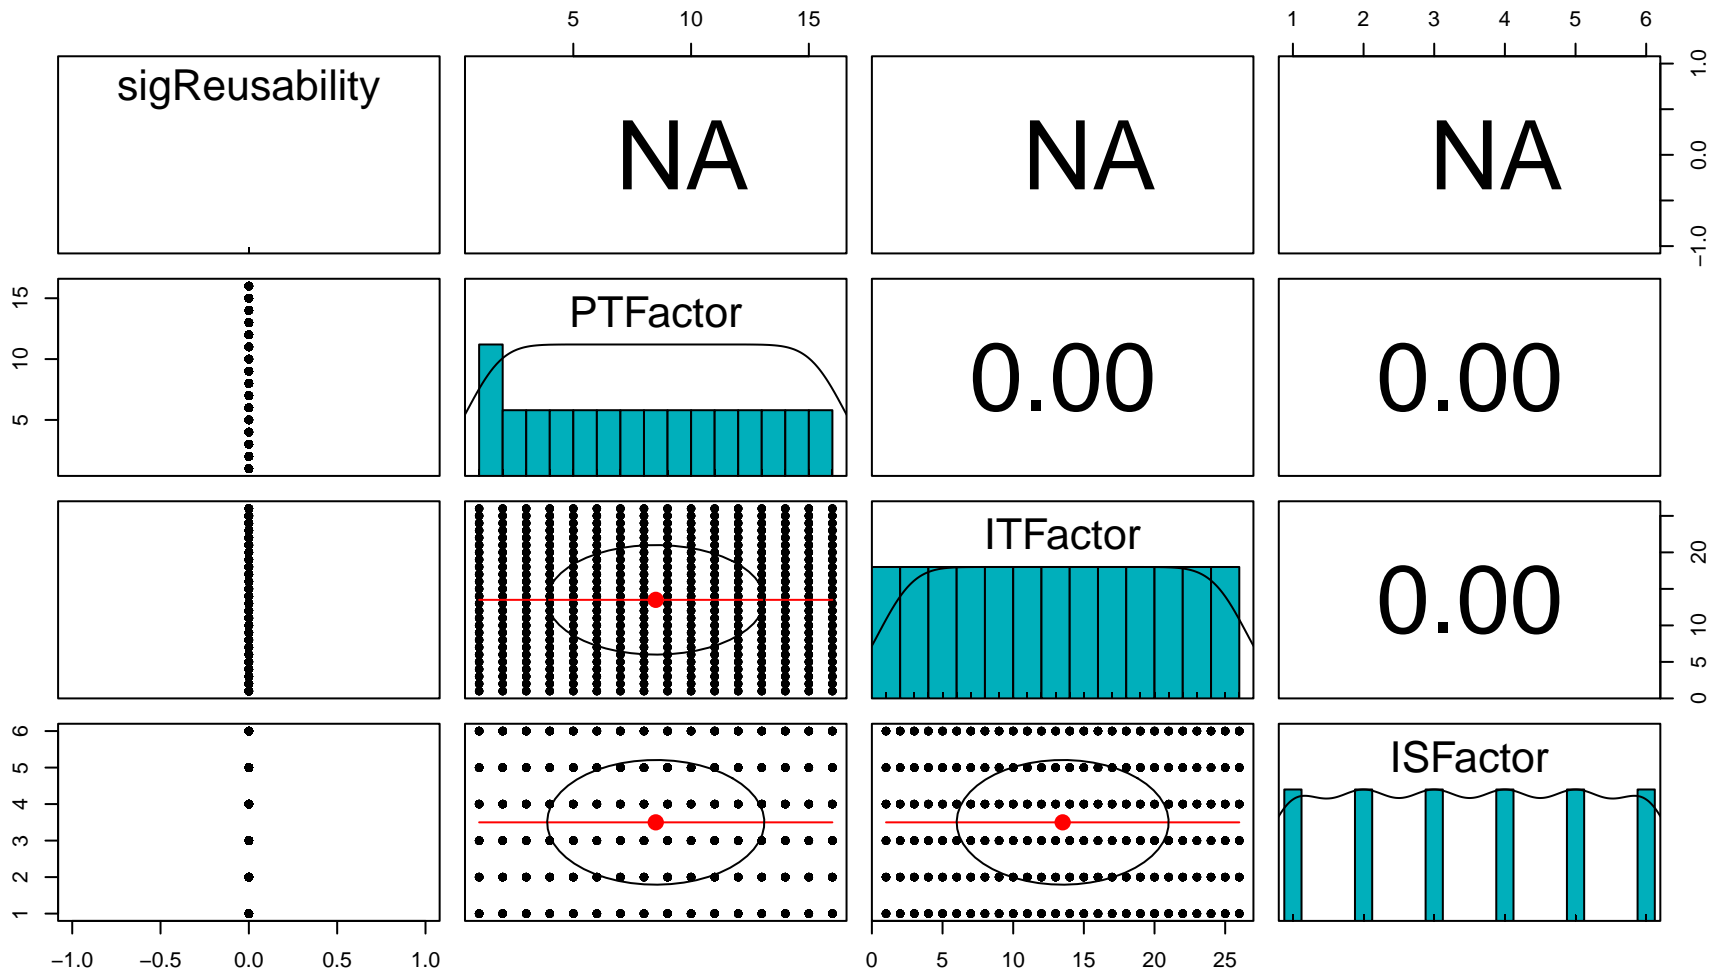 5 10 15 1 2 3 4 5 6
sigReusability NA NA NA
−1.0 0.0 1.0
5 10 15
PTFactor 0.00 0.00
ITFactor 0.00
0 5 10 20
1 2 3 4 5 6
ISFactor
−1.0 −0.5 0.0 0.5 1.0 0 5 10 15 20 25